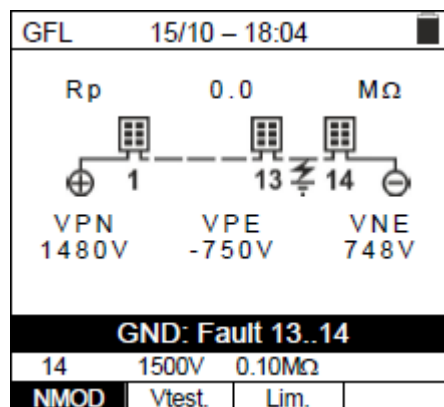 GFL 15/10 – 18:04
Rp 0.0 MΩ
1 13 14
VPN VPE VNE
1480V -750V 748V
GND: Fault 13..14
14 1500V 0.10MΩ
NMOD Vtest. Lim.